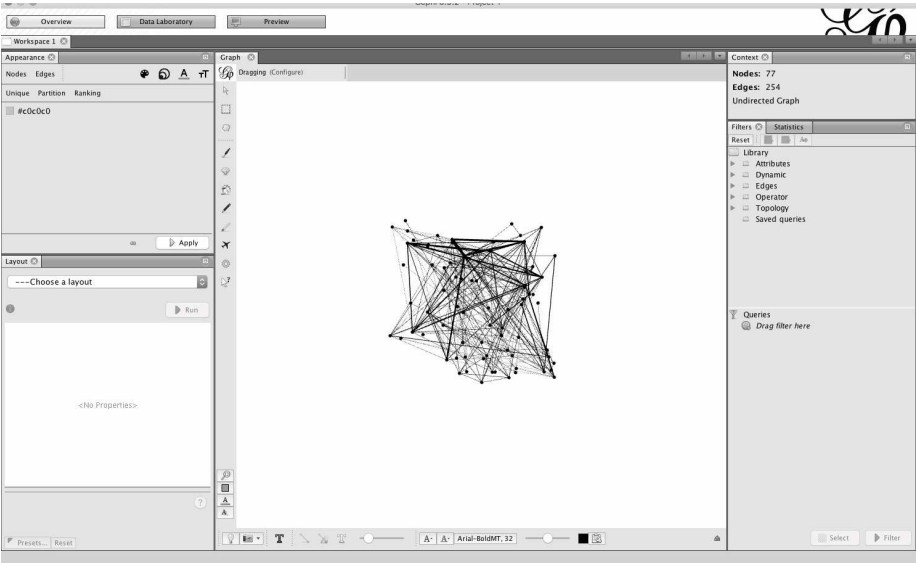 Overview Data Laboratory Preview
Workspace 1
Appearance
Nodes Edges
Unique Partition Ranking
#c0c0c0
Apply
Layout
---Choose a layout
Run
<No Properties>
?
Presets... Reset
Graph
Dragging (Configure)
T T A- A- Arial-BoldMT, 32
Context
Nodes: 77
Edges: 254
Undirected Graph
Filters Statistics
Reset
Library
Attributes
Dynamic
Edges
Operator
Topology
Saved queries
Queries
Drag filter here
Select Filter